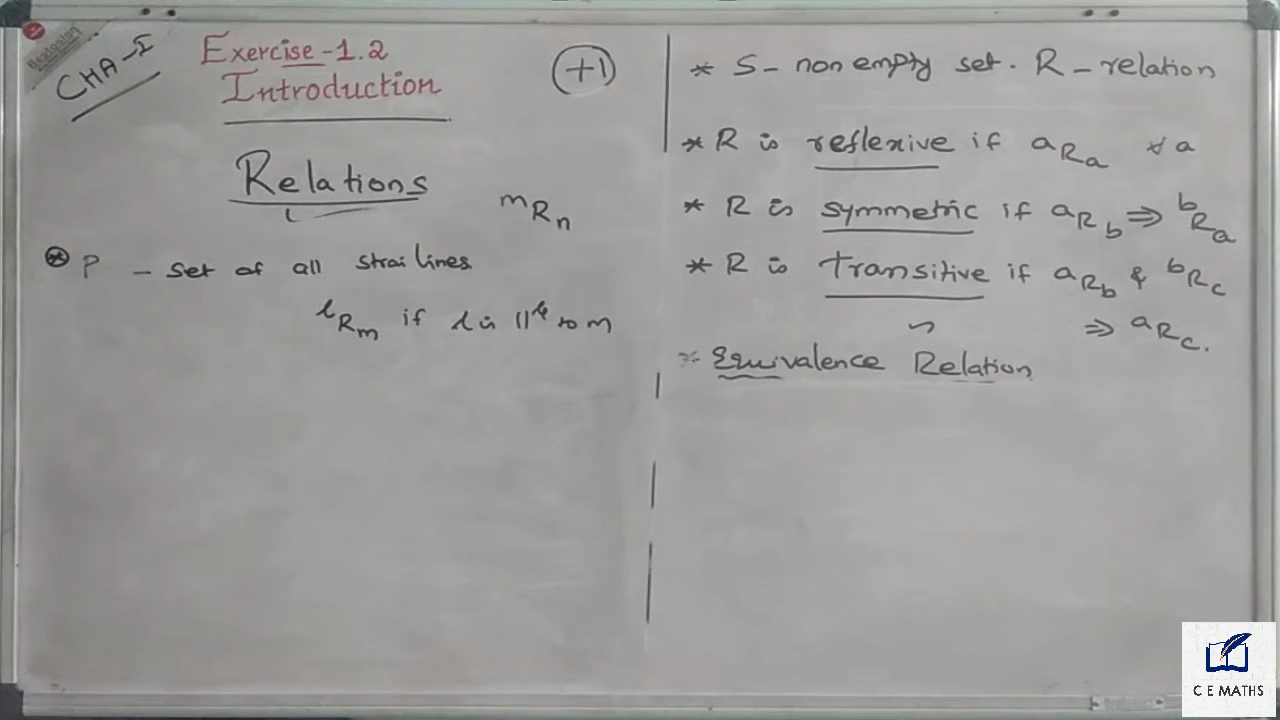 CHA-I
Exercise-1.2
Introduction
+1
Relations
mRn
* P - set of all strai lines
lRm if l is ||le to m
* S - non empty set. R - relation
* R is reflexive if aRa ∀ a
* R is symmetric if aRb ⇒ bRa
* R is transitive if aRb & bRc
⇒ aRc.
* Equivalence Relation
C E MATHS